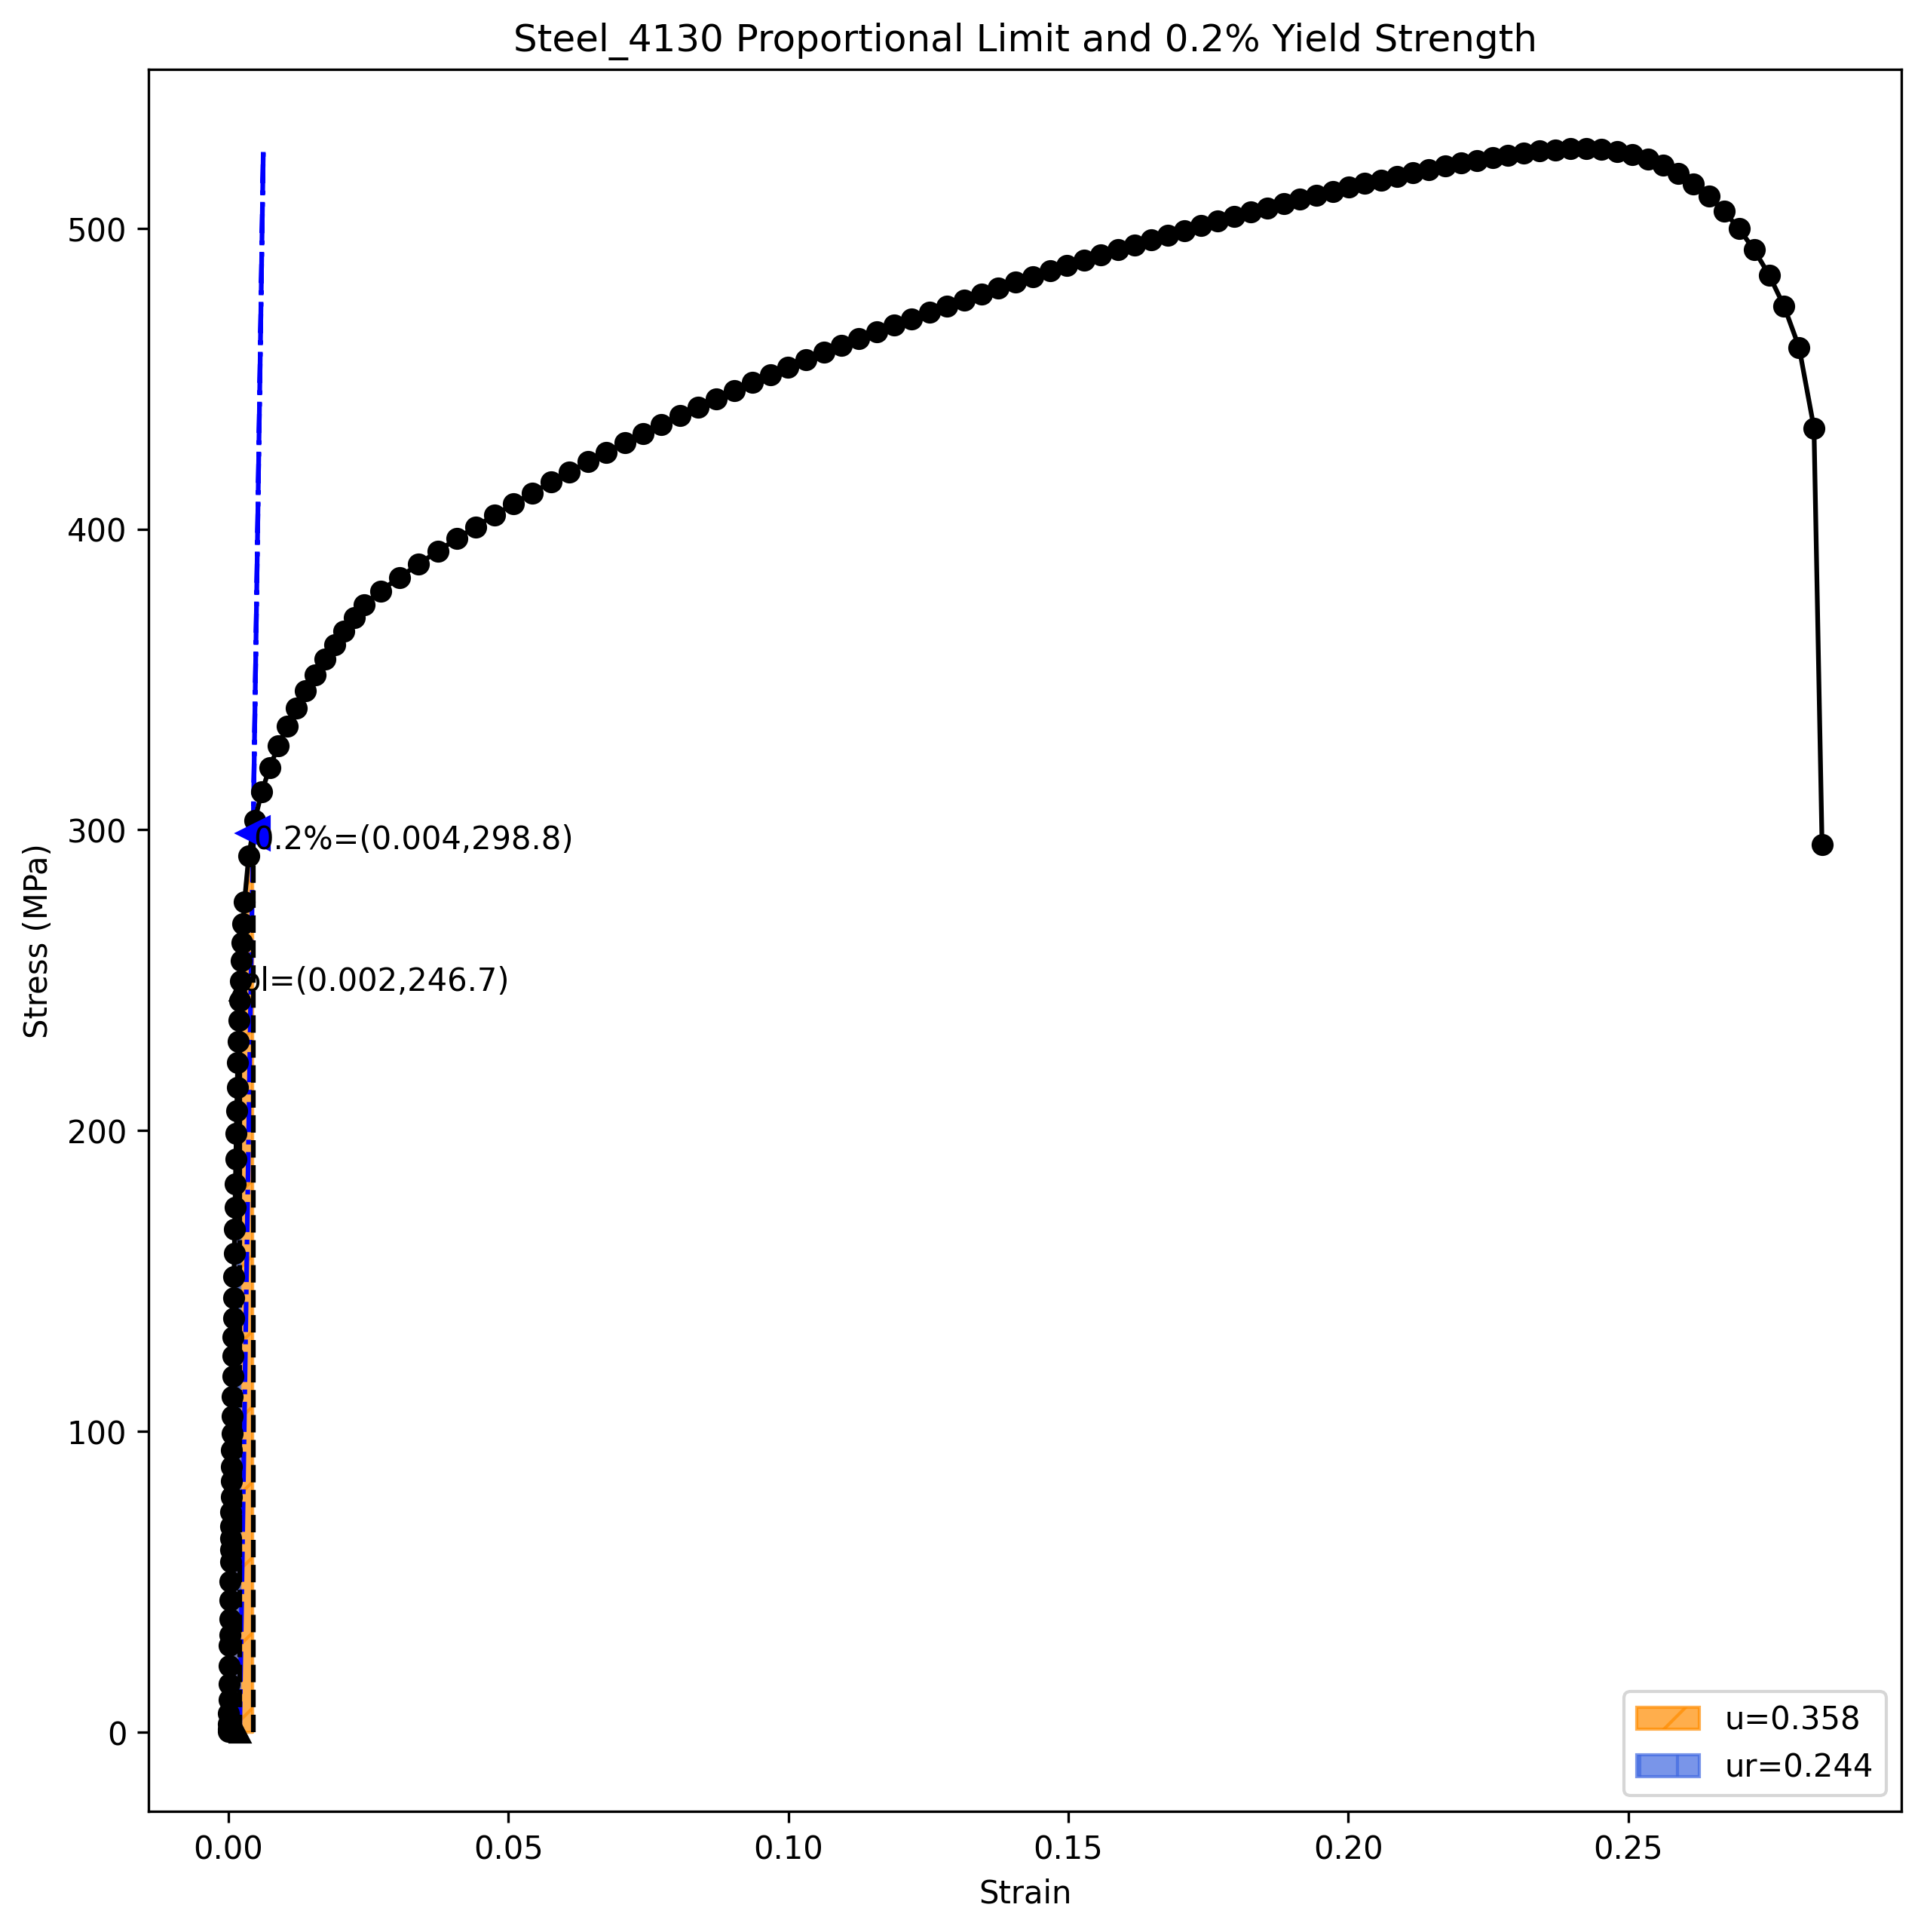 Steel_4130 Proportional Limit and 0.2% Yield Strength
Stress (MPa)
500
400
300
200
100
0
0.2%=(0.004,298.8)
pl=(0.002,246.7)
u=0.358
ur=0.244
0.00 0.05 0.10 0.15 0.20 0.25
Strain